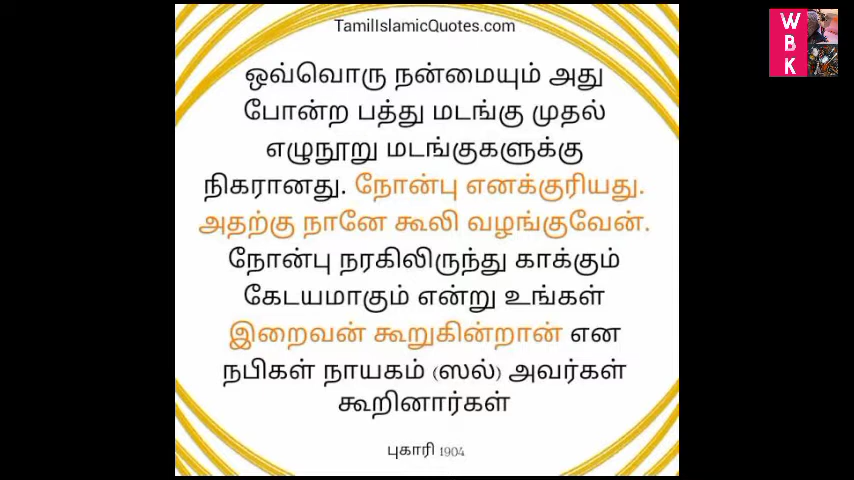 TamilIslamicQuotes.com
ஒவ்வொரு நன்மையும் அது
போன்ற பத்து மடங்கு முதல்
எழுநூறு மடங்குகளுக்கு
நிகரானது. நோன்பு எனக்குரியது.
அதற்கு நானே கூலி வழங்குவேன்.
நோன்பு நரகிலிருந்து காக்கும்
கேடயமாகும் என்று உங்கள்
இறைவன் கூறுகின்றான் என
நபிகள் நாயகம் (ஸல்) அவர்கள்
கூறினார்கள்
புகாரி 1904
W
B
K